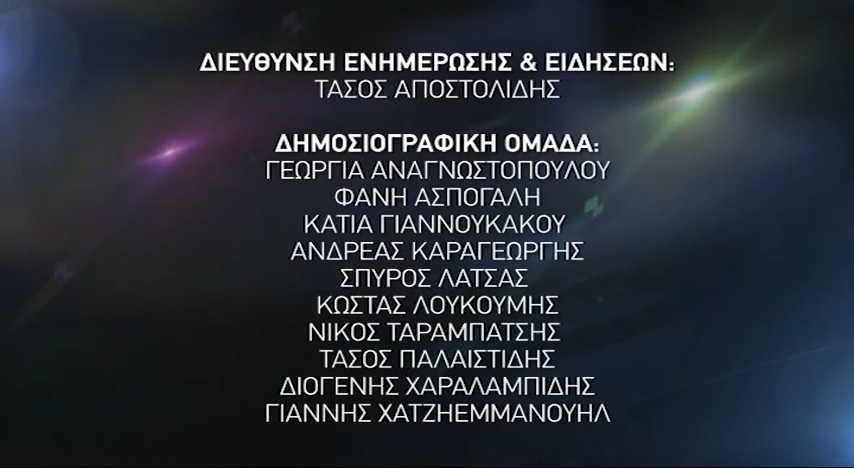 ΔΙΕΥΘΥΝΣΗ ΕΝΗΜΕΡΩΣΗΣ & ΕΙΔΗΣΕΩΝ:
ΤΑΣΟΣ ΑΠΟΣΤΟΛΙΔΗΣ
ΔΗΜΟΣΙΟΓΡΑΦΙΚΗ ΟΜΑΔΑ:
ΓΕΩΡΓΙΑ ΑΝΑΓΝΩΣΤΟΠΟΥΛΟΥ
ΦΑΝΗ ΑΣΠΟΓΑΛΗ
ΚΑΤΙΑ ΓΙΑΝΝΟΥΚΑΚΟΥ
ΑΝΔΡΕΑΣ ΚΑΡΑΓΕΩΡΓΗΣ
ΣΠΥΡΟΣ ΛΑΤΣΑΣ
ΚΩΣΤΑΣ ΛΟΥΚΟΥΜΗΣ
ΝΙΚΟΣ ΤΑΡΑΜΠΑΤΣΗΣ
ΤΑΣΟΣ ΠΑΛΑΙΣΤΙΔΗΣ
ΔΙΟΓΕΝΗΣ ΧΑΡΑΛΑΜΠΙΔΗΣ
ΓΙΑΝΝΗΣ ΧΑΤΖΗΕΜΜΑΝΟΥΗΛ